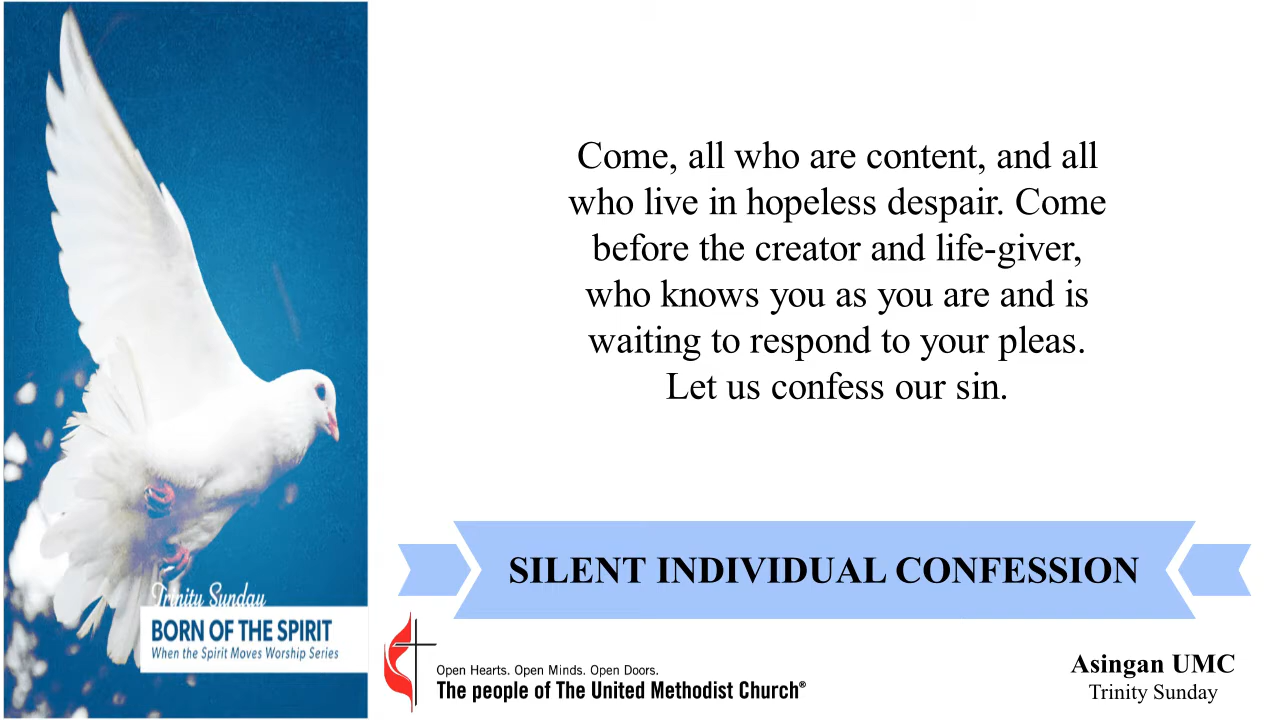 Come, all who are content, and all
who live in hopeless despair. Come
before the creator and life-giver,
who knows you as you are and is
waiting to respond to your pleas.
Let us confess our sin.
SILENT INDIVIDUAL CONFESSION
Trinity Sunday
BORN OF THE SPIRIT
When the Spirit Moves Worship Series
Open Hearts. Open Minds. Open Doors.
The people of The United Methodist Church®
Asingan UMC
Trinity Sunday